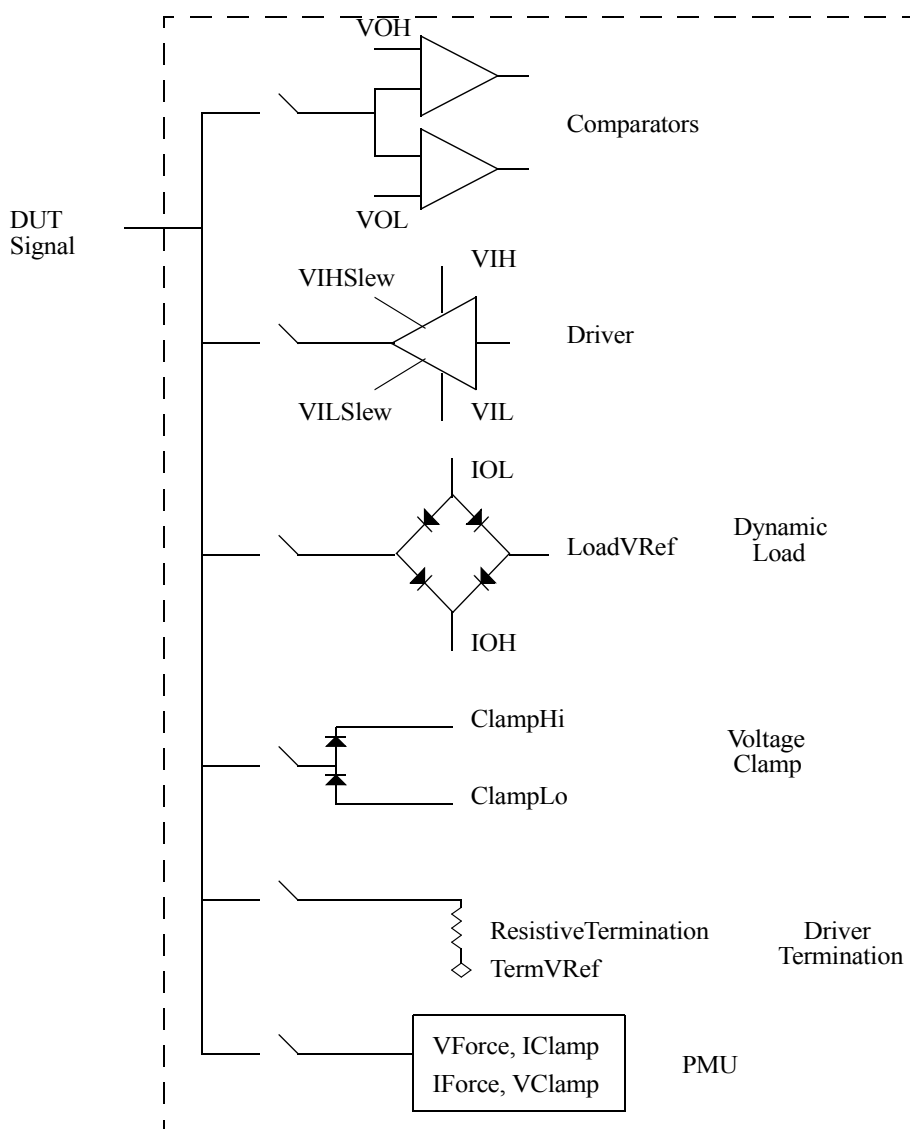 VOH
Comparators
VOL
DUT
Signal
VIH
VIHSlew
Driver
VILSlew
VIL
IOL
LoadVRef
Dynamic
Load
IOH
ClampHi
Voltage
Clamp
ClampLo
ResistiveTermination
TermVRef
Driver
Termination
VForce, IClamp
IForce, VClamp
PMU